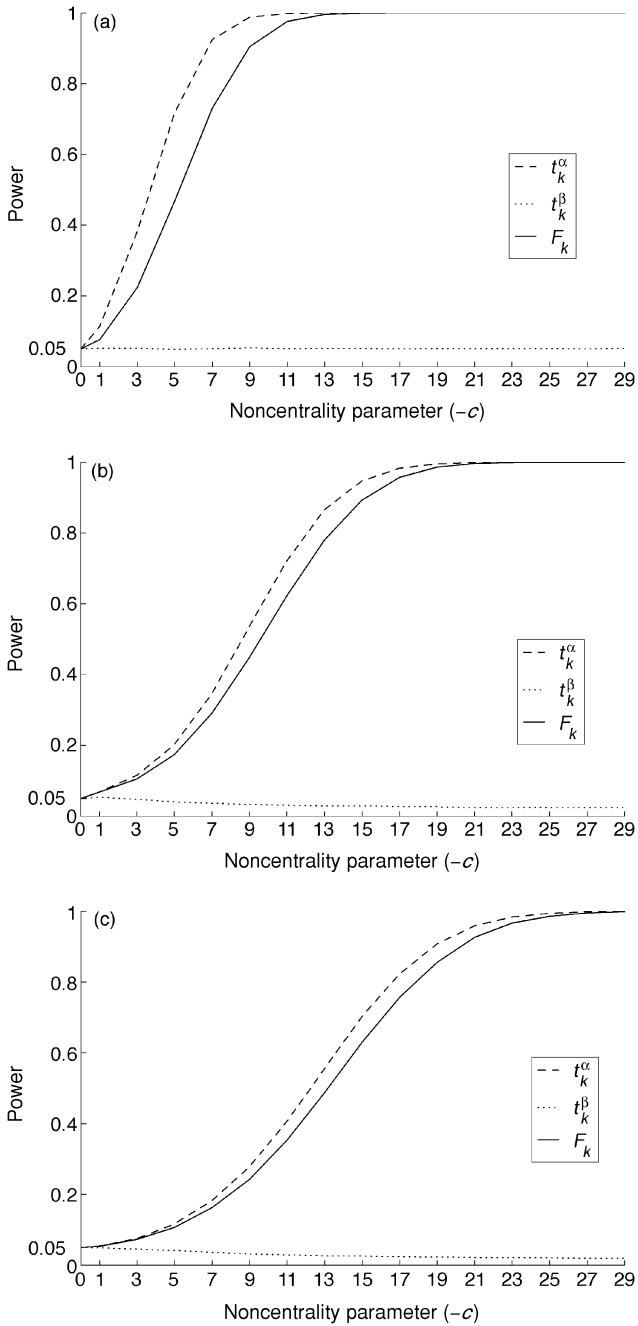 (a)
1
0.8
0.6
0.4
0.2
0.05
0
Power
t_k^α
t_k^β
F_k
0 1 3 5 7 9 11 13 15 17 19 21 23 25 27 29
Noncentrality parameter (−c)
(b)
1
0.8
0.6
0.4
0.2
0.05
0
Power
t_k^α
t_k^β
F_k
0 1 3 5 7 9 11 13 15 17 19 21 23 25 27 29
Noncentrality parameter (−c)
(c)
1
0.8
0.6
0.4
0.2
0.05
0
Power
t_k^α
t_k^β
F_k
0 1 3 5 7 9 11 13 15 17 19 21 23 25 27 29
Noncentrality parameter (−c)